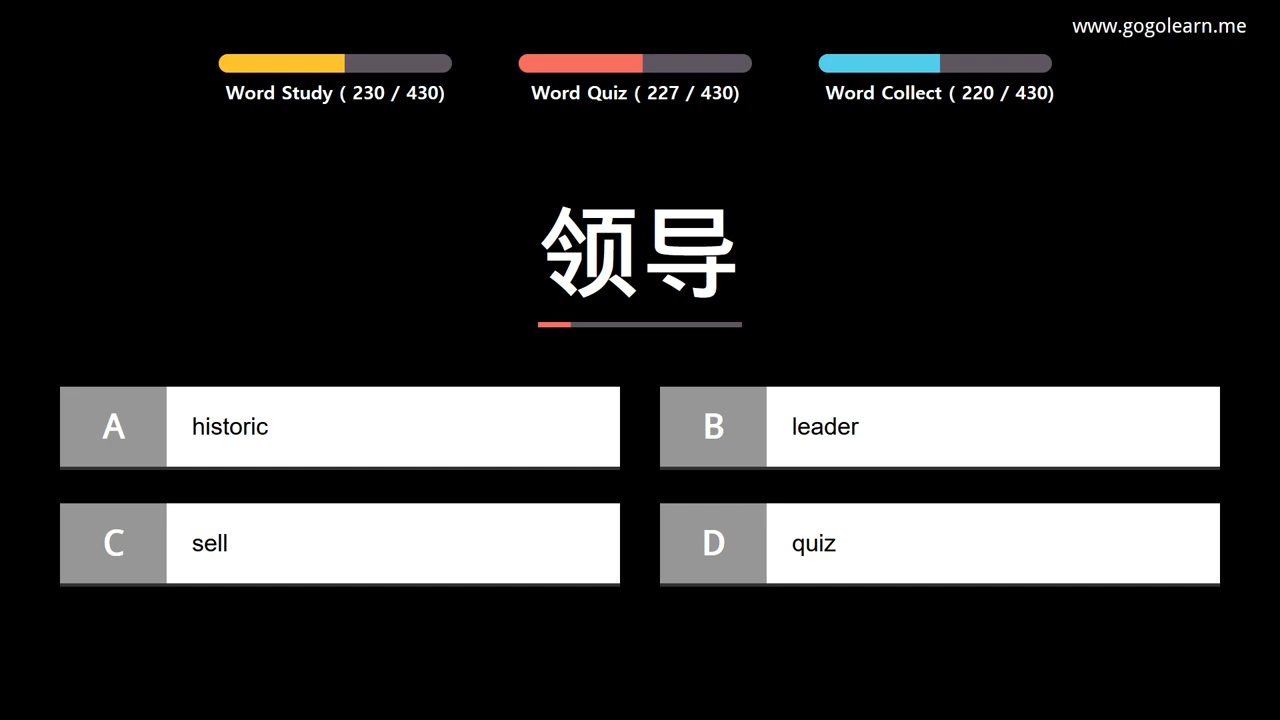 www.gogolearn.me
Word Study ( 230 / 430)
Word Quiz ( 227 / 430)
Word Collect ( 220 / 430)
领导
A historic
B leader
C sell
D quiz